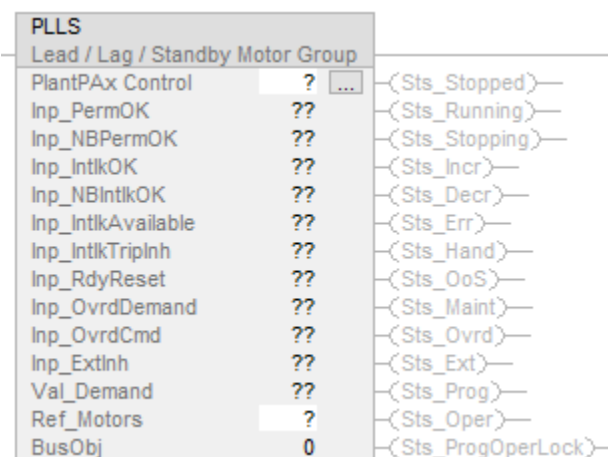 PLLS
Lead / Lag / Standby Motor Group
PlantPAx Control ? ... (Sts_Stopped)
Inp_PermOK ?? (Sts_Running)
Inp_NBPermOK ?? (Sts_Stopping)
Inp_IntlkOK ?? (Sts_Incr)
Inp_NBIntlkOK ?? (Sts_Decr)
Inp_IntlkAvailable ?? (Sts_Err)
Inp_IntlkTripInh ?? (Sts_Hand)
Inp_RdyReset ?? (Sts_OoS)
Inp_OvrdDemand ?? (Sts_Maint)
Inp_OvrdCmd ?? (Sts_Ovrd)
Inp_ExtInh ?? (Sts_Ext)
Val_Demand ?? (Sts_Prog)
Ref_Motors ? (Sts_Oper)
BusObj 0 (Sts_ProgOperLock)